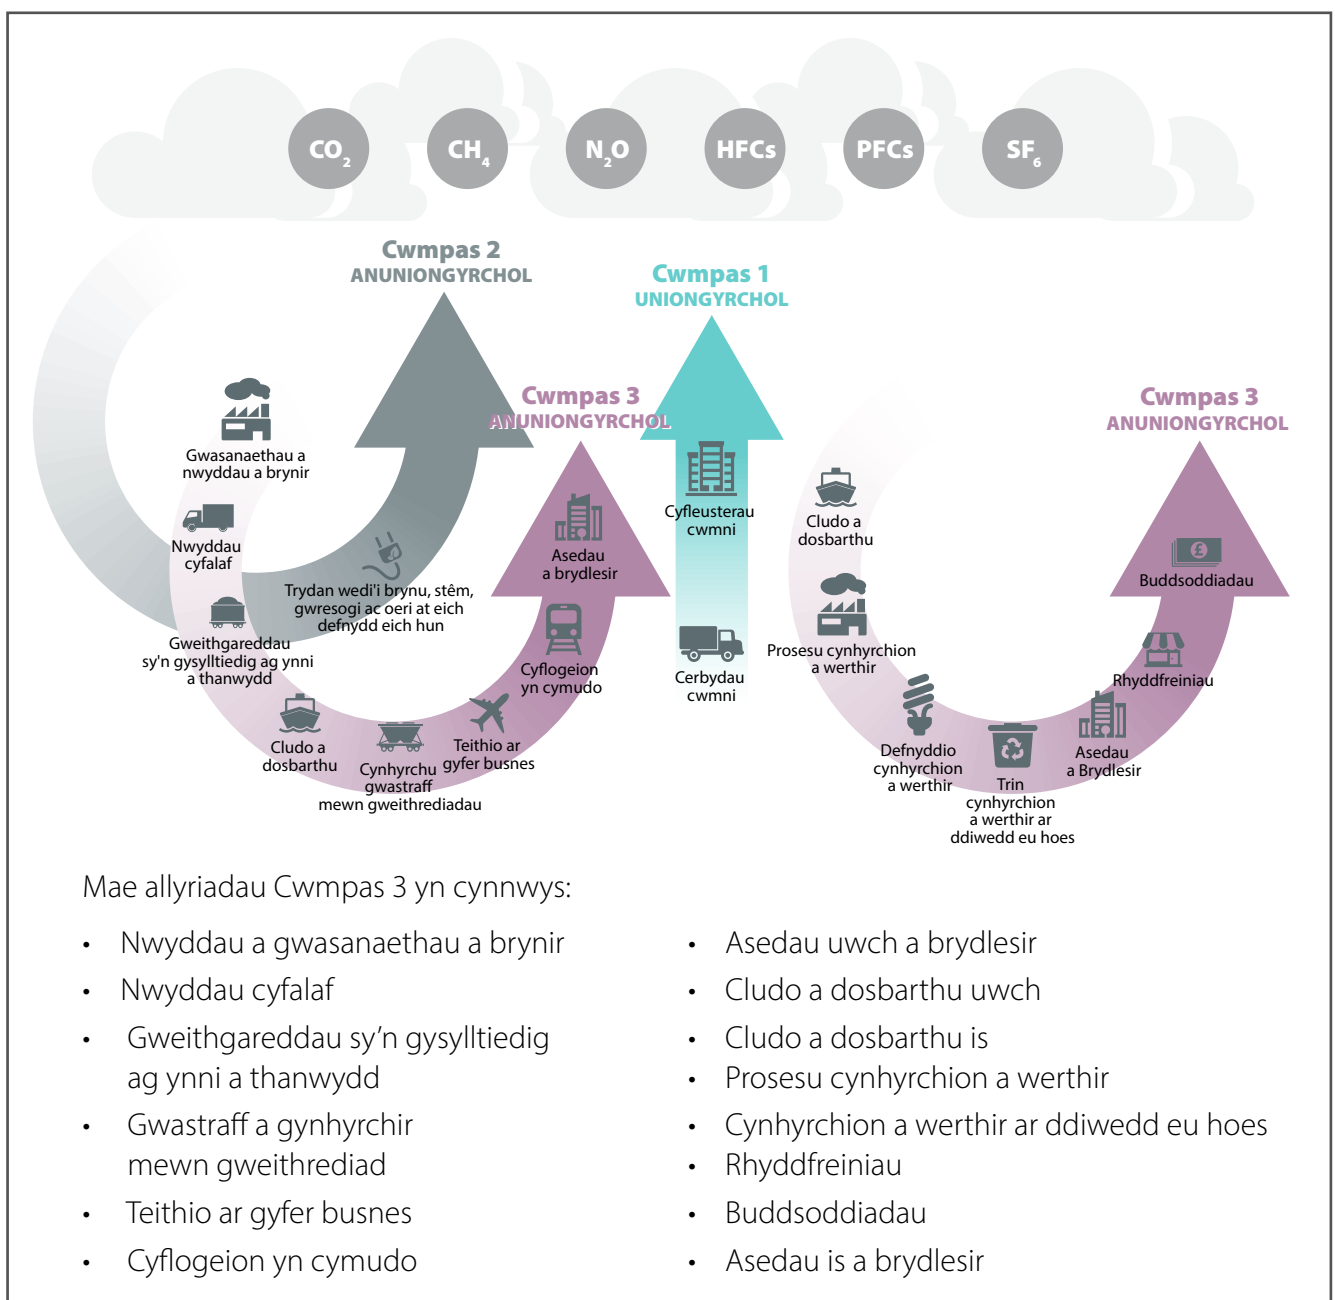 CO2
CH4
N2O
HFCs
PFCs
SF6
Cwmpas 2
ANUNIONGYRCHOL
Cwmpas 1
UNIONGYRCHOL
Cwmpas 3
ANUNIONGYRCHOL
Cwmpas 3
ANUNIONGYRCHOL
Gwasanaethau a
nwyddau a brynir
Nwyddau
cyfalaf
Gweithgareddau
sy'n gysylltiedig ag ynni
a thanwydd
Cludo a
dosbarthu
Cynhyrchu
gwastraff
mewn gweithrediadau
Teithio ar
gyfer busnes
Cyflogeion
yn cymudo
Asedau
a brydlesir
Trydan wedi'i brynu, stêm,
gwresogi ac oeri at eich
defnydd eich hun
Cyfleusterau
cwmni
Cerbydau
cwmni
Cludo a
dosbarthu
Prosesu cynhyrchion
a werthir
Defnyddio
cynhyrchion
a werthir
Trin
cynhyrchion
a werthir ar
ddiwedd eu hoes
Asedau
a Brydlesir
Rhyddfreiniau
£
Buddsoddiadau
Mae allyriadau Cwmpas 3 yn cynnwys:
• Nwyddau a gwasanaethau a brynir
• Nwyddau cyfalaf
• Gweithgareddau sy’n gysylltiedig
ag ynni a thanwydd
• Gwastraff a gynhyrchir
mewn gweithrediad
• Teithio ar gyfer busnes
• Cyflogeion yn cymudo
• Asedau uwch a brydlesir
• Cludo a dosbarthu uwch
• Cludo a dosbarthu is
• Prosesu cynhyrchion a werthir
• Cynhyrchion a werthir ar ddiwedd eu hoes
• Rhyddfreiniau
• Buddsoddiadau
• Asedau is a brydlesir